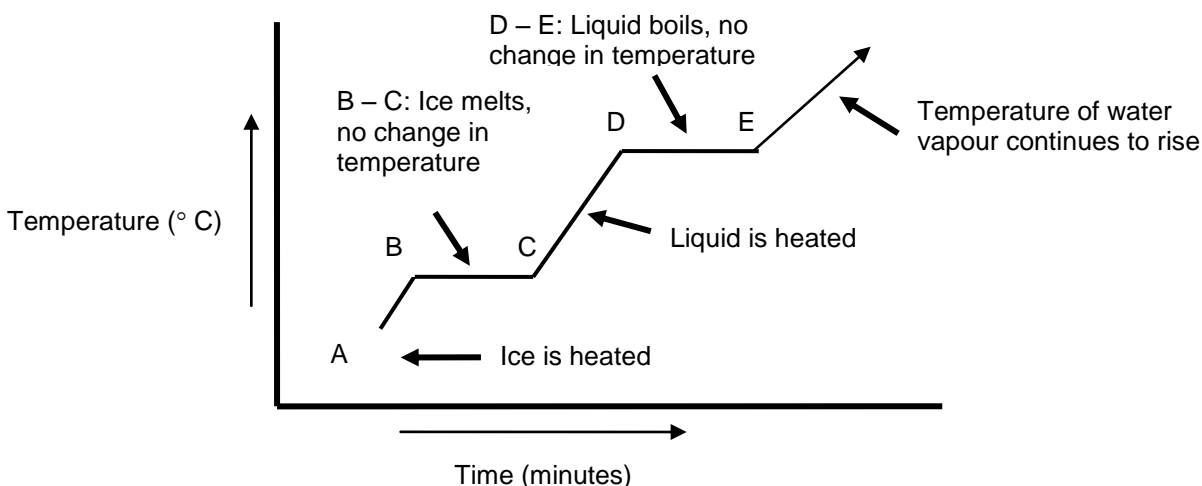 D – E: Liquid boils, no
change in temperature
B – C: Ice melts,
no change in
temperature
D
E
Temperature of water
vapour continues to rise
Temperature (° C)
B
C
Liquid is heated
A
Ice is heated
Time (minutes)